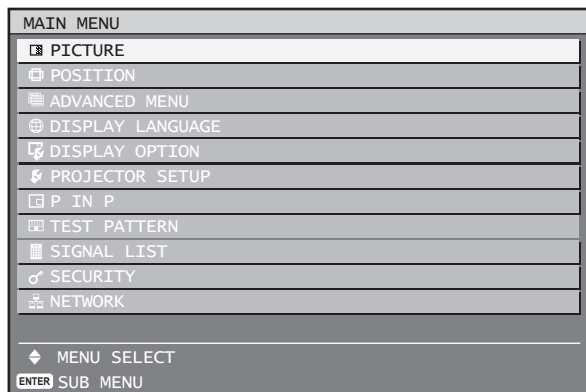 MAIN MENU
PICTURE
POSITION
ADVANCED MENU
DISPLAY LANGUAGE
DISPLAY OPTION
PROJECTOR SETUP
P IN P
TEST PATTERN
SIGNAL LIST
SECURITY
NETWORK
MENU SELECT
ENTER SUB MENU